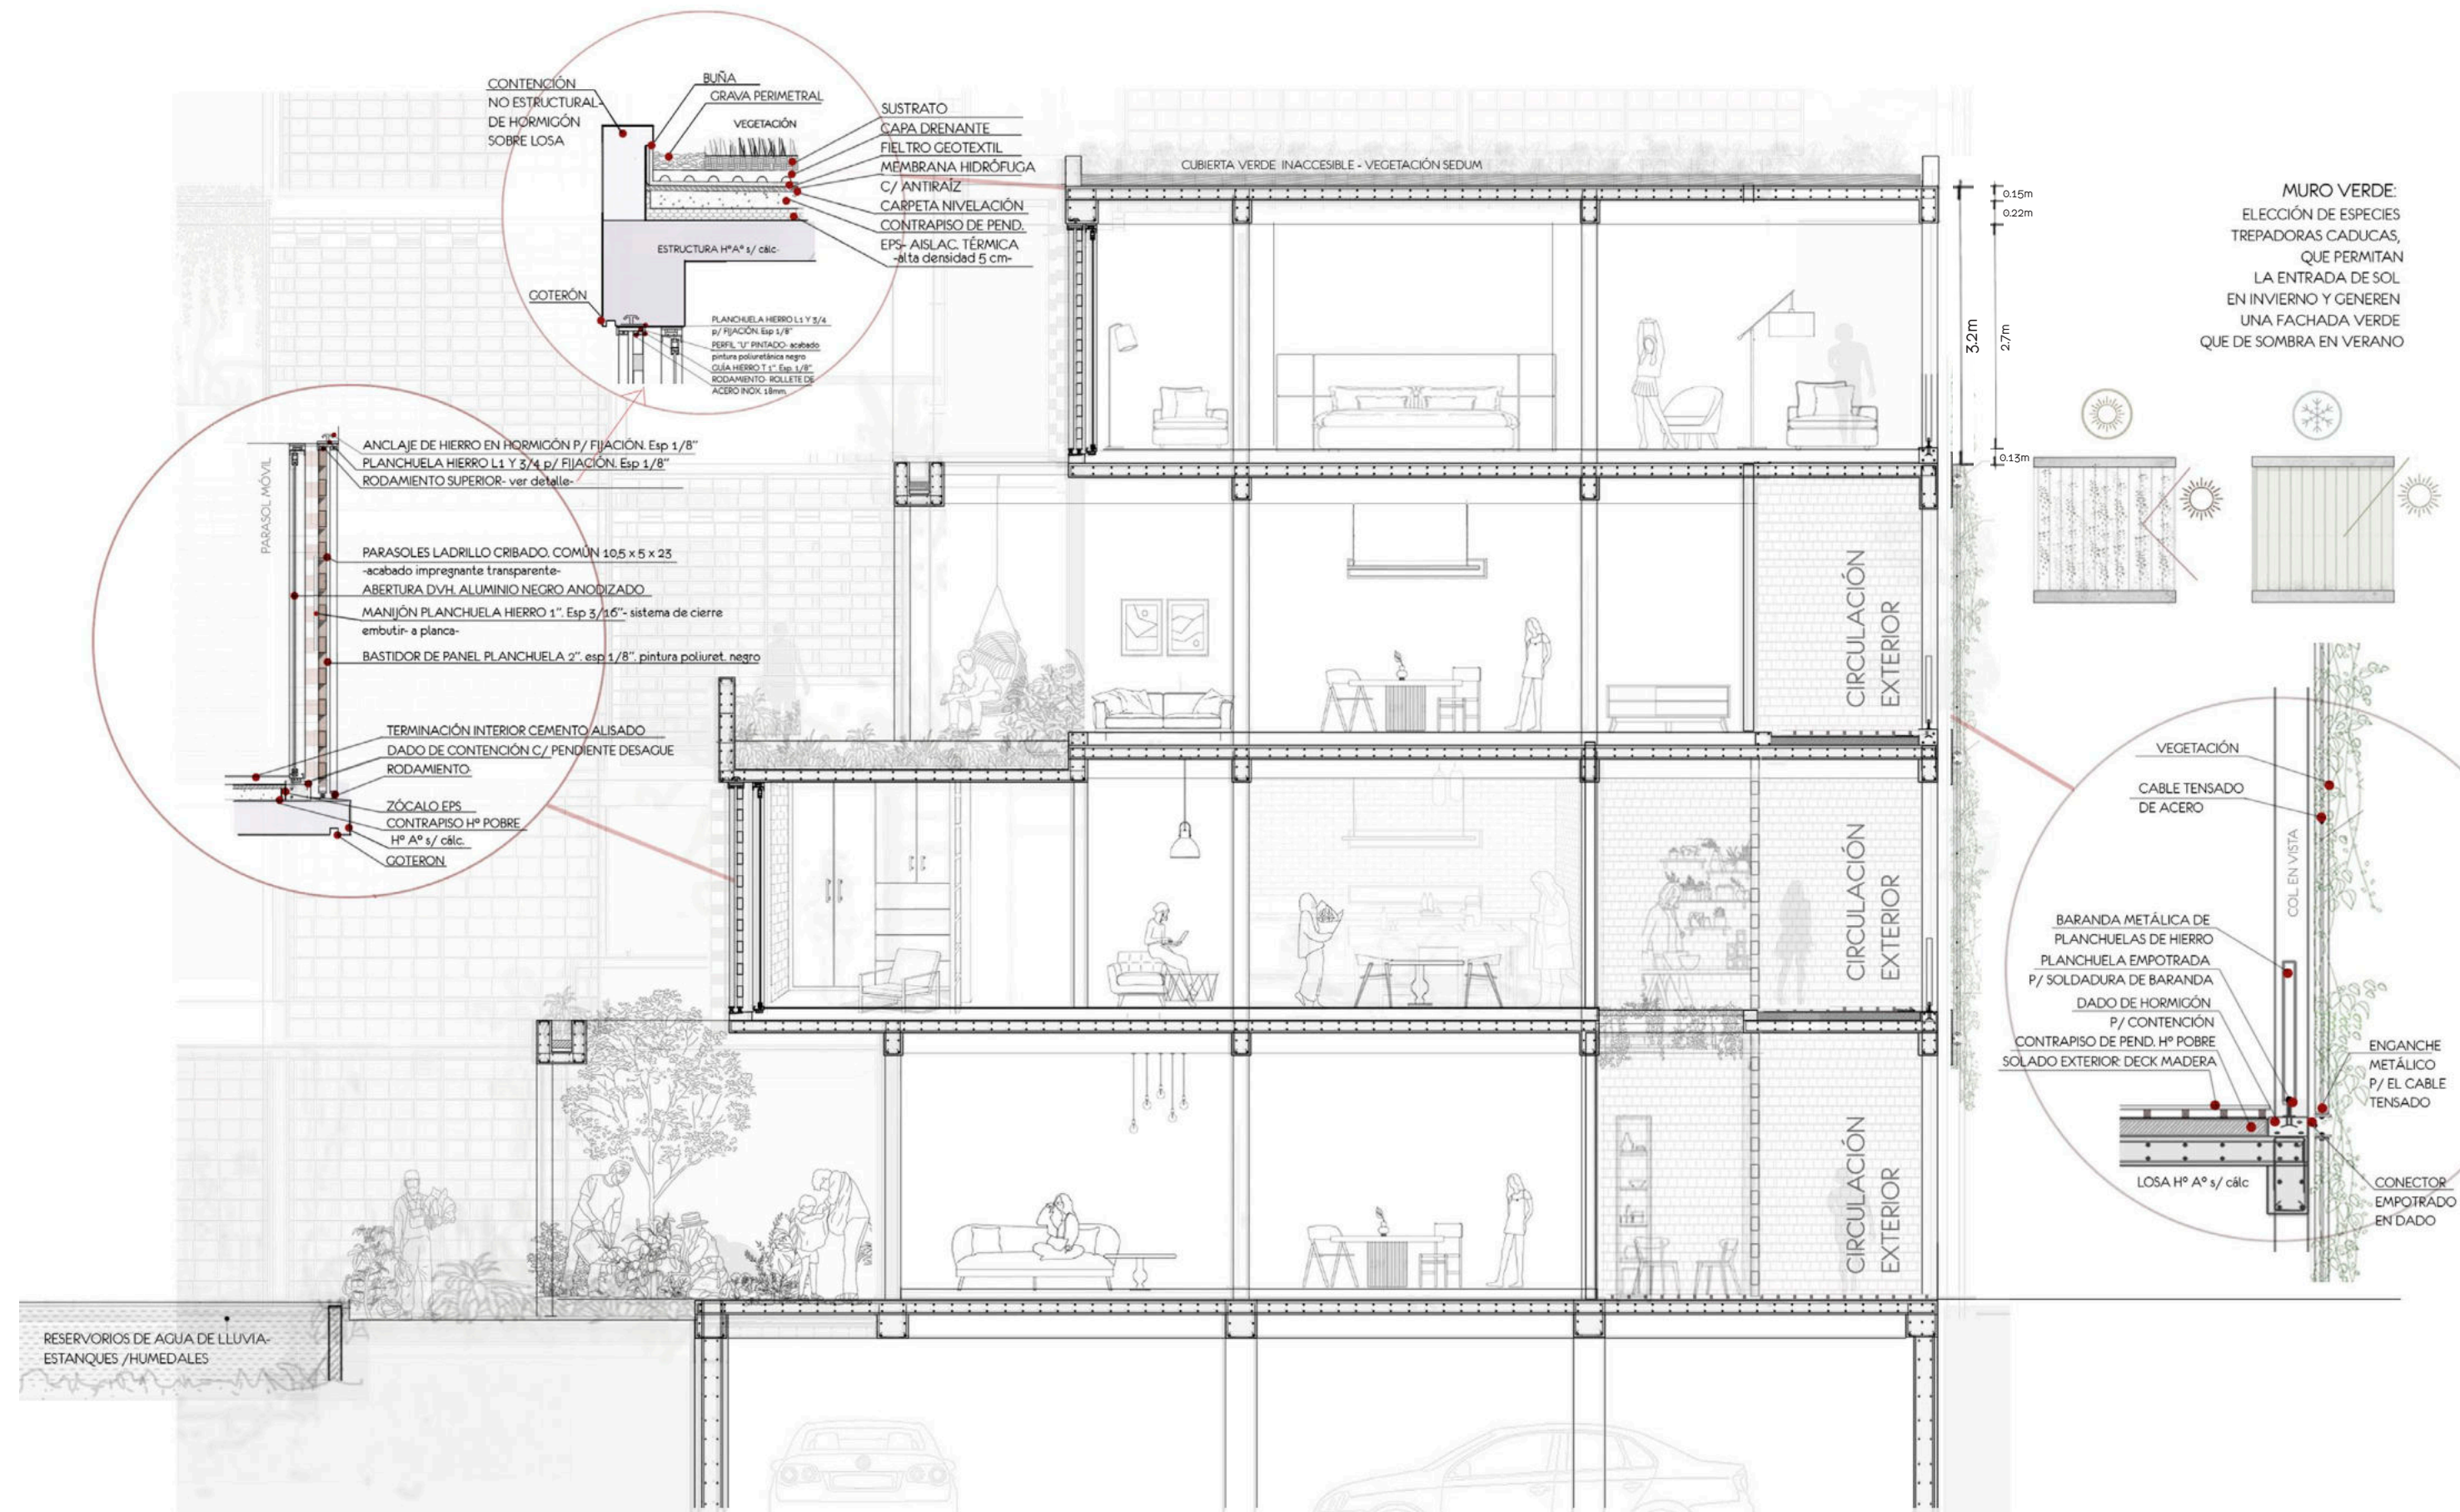 CONTENCIÓN
NO ESTRUCTURAL-
DE HORMIGÓN
SOBRE LOSA
BUÑA
GRAVA PERIMETRAL
VEGETACIÓN
SUSTRATO
CAPA DRENANTE
FIELTRO GEOTEXTIL
MEMBRANA HIDRÓFUGA
C/ ANTIRAÍZ
CARPETA NIVELACIÓN
CONTRAPISO DE PEND.
EPS- AISLAC. TÉRMICA
-alta densidad 5 cm-
ESTRUCTURA HºAº s/ cálc-
GOTERÓN
PLANCHUELA HIERRO L1 Y 3/4
p/ FIJACIÓN. Esp 1/8"
PERFIL "U" PINTADO- acabado
pintura poliuretánica negro
GUÍA HIERRO T 1". Esp. 1/8"
RODAMIENTO- ROLLETE DE
ACERO INOX. 18mm.
CUBIERTA VERDE INACCESIBLE - VEGETACIÓN SEDUM
0.15m
0.22m
3.2m
2.7m
0.13m
MURO VERDE:
ELECCIÓN DE ESPECIES
TREPADORAS CADUCAS,
QUE PERMITAN
LA ENTRADA DE SOL
EN INVIERNO Y GENEREN
UNA FACHADA VERDE
QUE DE SOMBRA EN VERANO
PARASOL MÓVIL
ANCLAJE DE HIERRO EN HORMIGÓN P/ FIJACIÓN. Esp 1/8"
PLANCHUELA HIERRO L1 Y 3/4 p/ FIJACIÓN. Esp 1/8"
RODAMIENTO SUPERIOR- ver detalle-
PARASOLES LADRILLO CRIBADO. COMÚN 10,5 x 5 x 23
-acabado impregnante transparente-
ABERTURA DVH. ALUMINIO NEGRO ANODIZADO
MANIJÓN PLANCHUELA HIERRO 1". Esp 3/16"- sistema de cierre
embutir- a planca-
BASTIDOR DE PANEL PLANCHUELA 2". esp 1/8". pintura poliuret. negro
TERMINACIÓN INTERIOR CEMENTO ALISADO
DADO DE CONTENCIÓN C/ PENDIENTE DESAGUE
RODAMIENTO
ZÓCALO EPS
CONTRAPISO Hº POBRE
Hº Aº s/ cálc.
GOTERON
CIRCULACIÓN
EXTERIOR
CIRCULACIÓN
EXTERIOR
CIRCULACIÓN
EXTERIOR
VEGETACIÓN
CABLE TENSADO
DE ACERO
COL EN VISTA
BARANDA METÁLICA DE
PLANCHUELAS DE HIERRO
PLANCHUELA EMPOTRADA
P/ SOLDADURA DE BARANDA
DADO DE HORMIGÓN
P/ CONTENCIÓN
CONTRAPISO DE PEND. Hº POBRE
SOLADO EXTERIOR: DECK MADERA
ENGANCHE
METÁLICO
P/ EL CABLE
TENSADO
LOSA Hº Aº s/ cálc
CONECTOR
EMPOTRADO
EN DADO
RESERVORIOS DE AGUA DE LLUVIA-
ESTANQUES /HUMEDALES